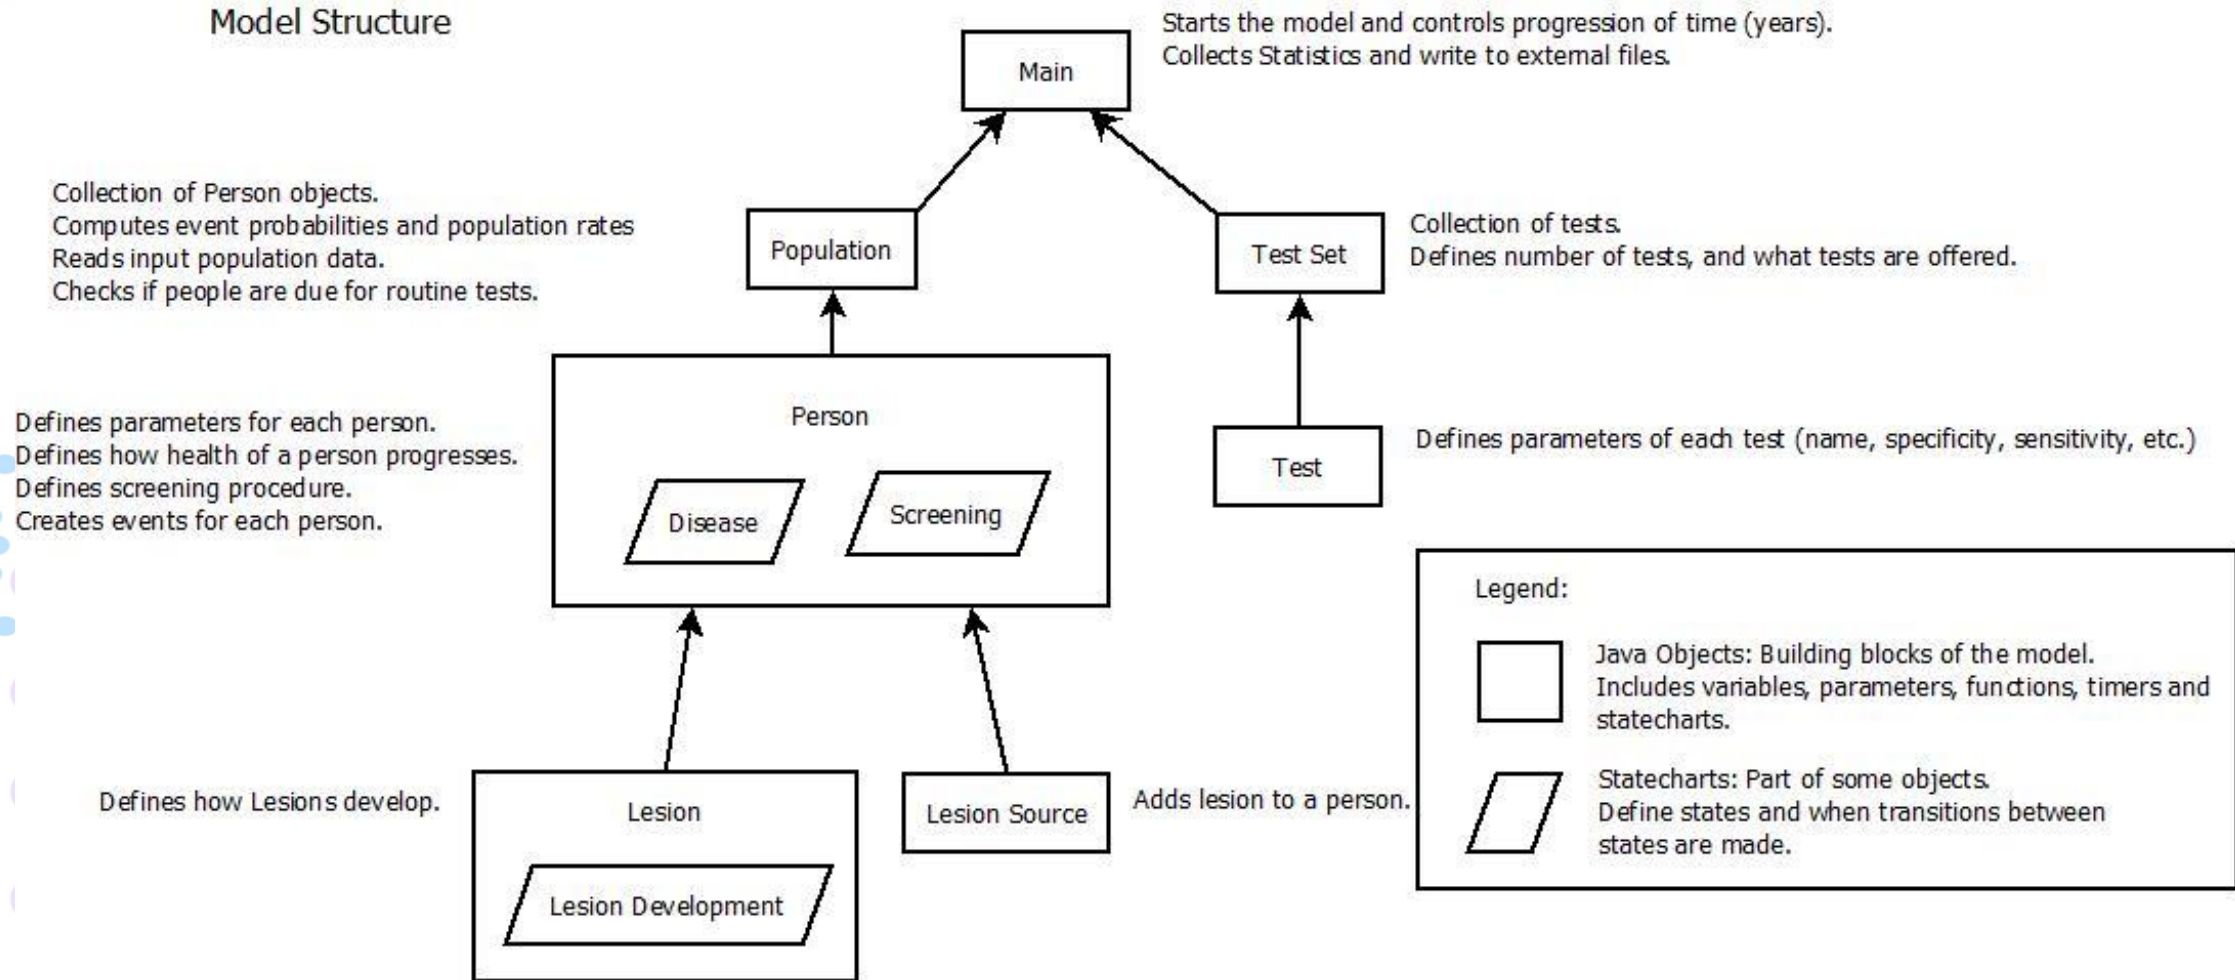 Model Structure
Starts the model and controls progression of time (years).
Collects Statistics and write to external files.
Main
Collection of Person objects.
Computes event probabilities and population rates
Reads input population data.
Checks if people are due for routine tests.
Population
Test Set
Collection of tests.
Defines number of tests, and what tests are offered.
Defines parameters for each person.
Defines how health of a person progresses.
Defines screening procedure.
Creates events for each person.
Person
Disease
Screening
Test
Defines parameters of each test (name, specificity, sensitivity, etc.)
Legend:
Java Objects: Building blocks of the model.
Includes variables, parameters, functions, timers and
statecharts.
Statecharts: Part of some objects.
Define states and when transitions between
states are made.
Defines how Lesions develop.
Lesion
Lesion Development
Lesion Source
Adds lesion to a person.